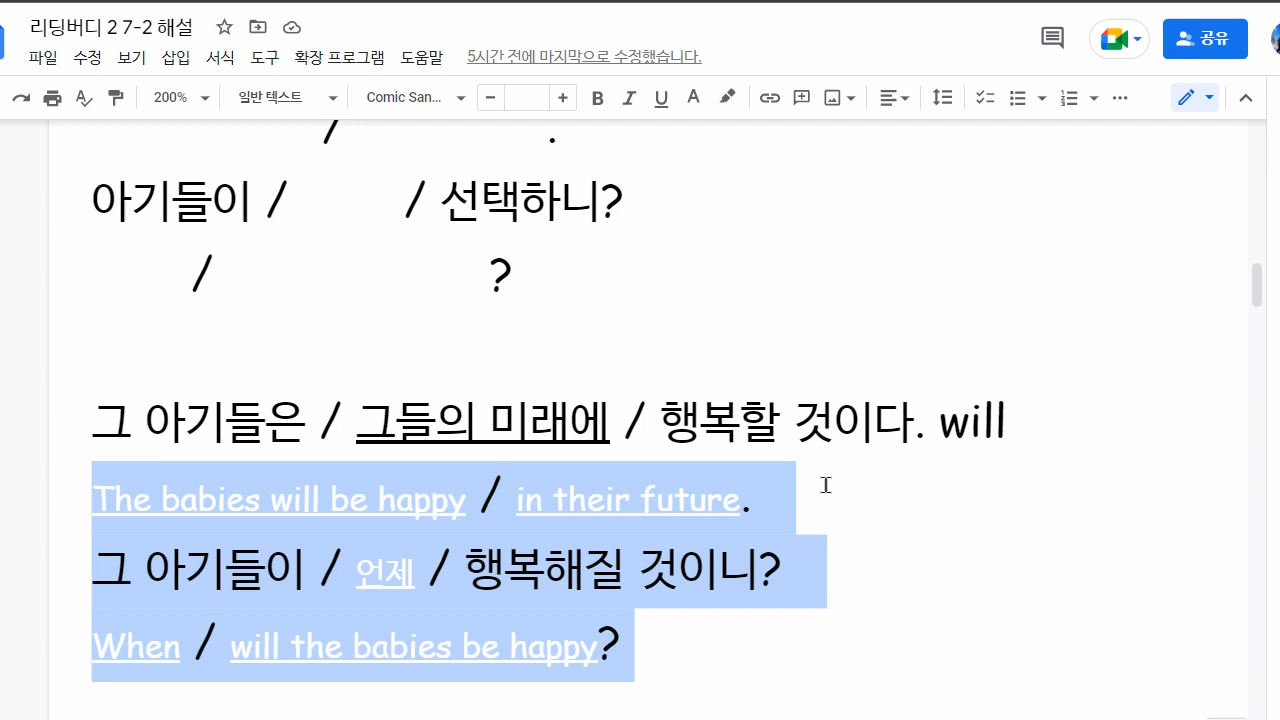 리딩버디 2 7-2 해설
파일 수정 보기 삽입 서식 도구 확장 프로그램 도움말 5시간 전에 마지막으로 수정했습니다. 공유
200% 일반 텍스트 Comic San... − + B I U A
/ .
아기들이 / / 선택하니?
/ ?
그 아기들은 / 그들의 미래에 / 행복할 것이다. will
The babies will be happy / in their future.
그 아기들이 / 언제 / 행복해질 것이니?
When / will the babies be happy?